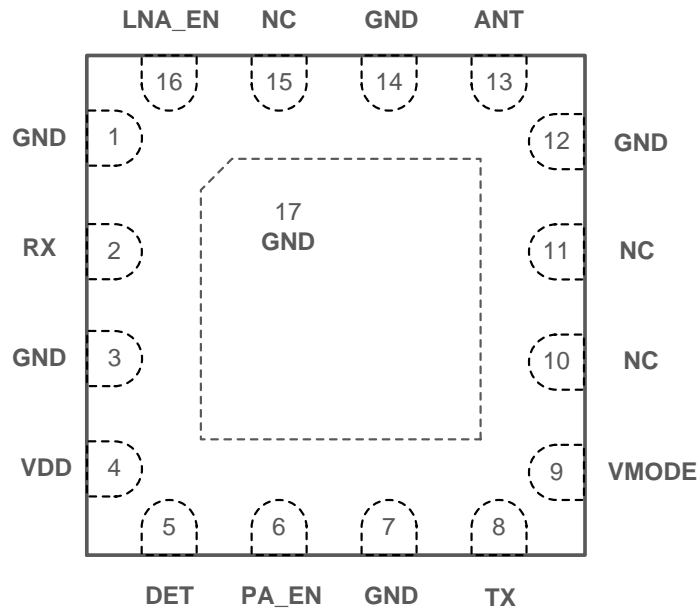 LNA_EN NC GND ANT
16 15 14 13
GND 1 12 GND
17
GND
RX 2 11 NC
GND 3 10 NC
VDD 4 9 VMODE
5 6 7 8
DET PA_EN GND TX